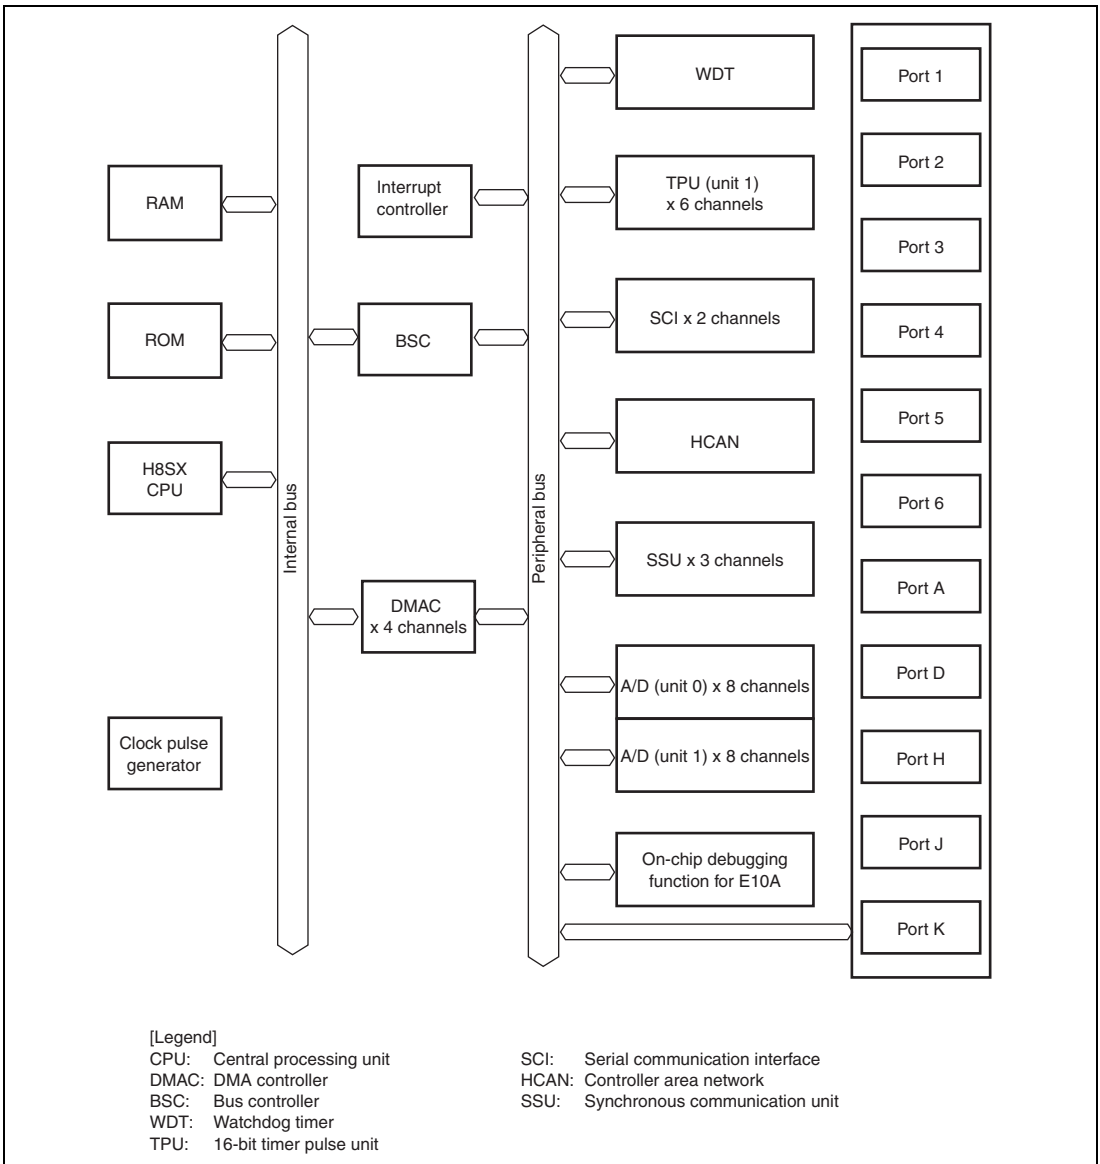 RAM
ROM
H8SX
CPU
Clock pulse
generator
Internal bus
Interrupt
controller
BSC
DMAC
x 4 channels
Peripheral bus
WDT
TPU (unit 1)
x 6 channels
SCI x 2 channels
HCAN
SSU x 3 channels
A/D (unit 0) x 8 channels
A/D (unit 1) x 8 channels
On-chip debugging
function for E10A
Port 1
Port 2
Port 3
Port 4
Port 5
Port 6
Port A
Port D
Port H
Port J
Port K
[Legend]
CPU: Central processing unit
DMAC: DMA controller
BSC: Bus controller
WDT: Watchdog timer
TPU: 16-bit timer pulse unit
SCI: Serial communication interface
HCAN: Controller area network
SSU: Synchronous communication unit